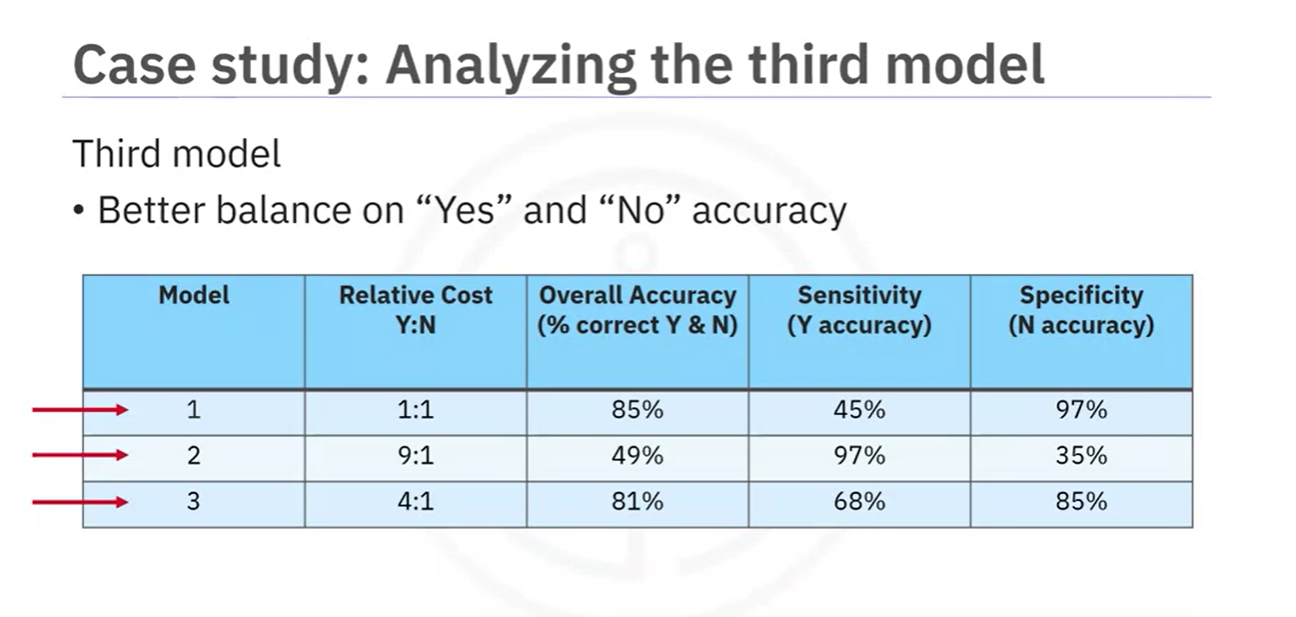 Case study: Analyzing the third model
Third model
• Better balance on “Yes” and “No” accuracy
Model Relative Cost Y:N Overall Accuracy (% correct Y & N) Sensitivity (Y accuracy) Specificity (N accuracy)
1 1:1 85% 45% 97%
2 9:1 49% 97% 35%
3 4:1 81% 68% 85%